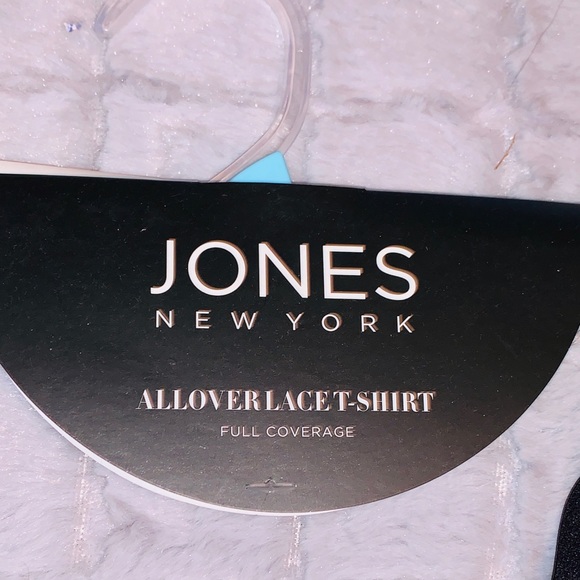 JONES
NEW YORK
ALLOVER LACE T-SHIRT
FULL COVERAGE